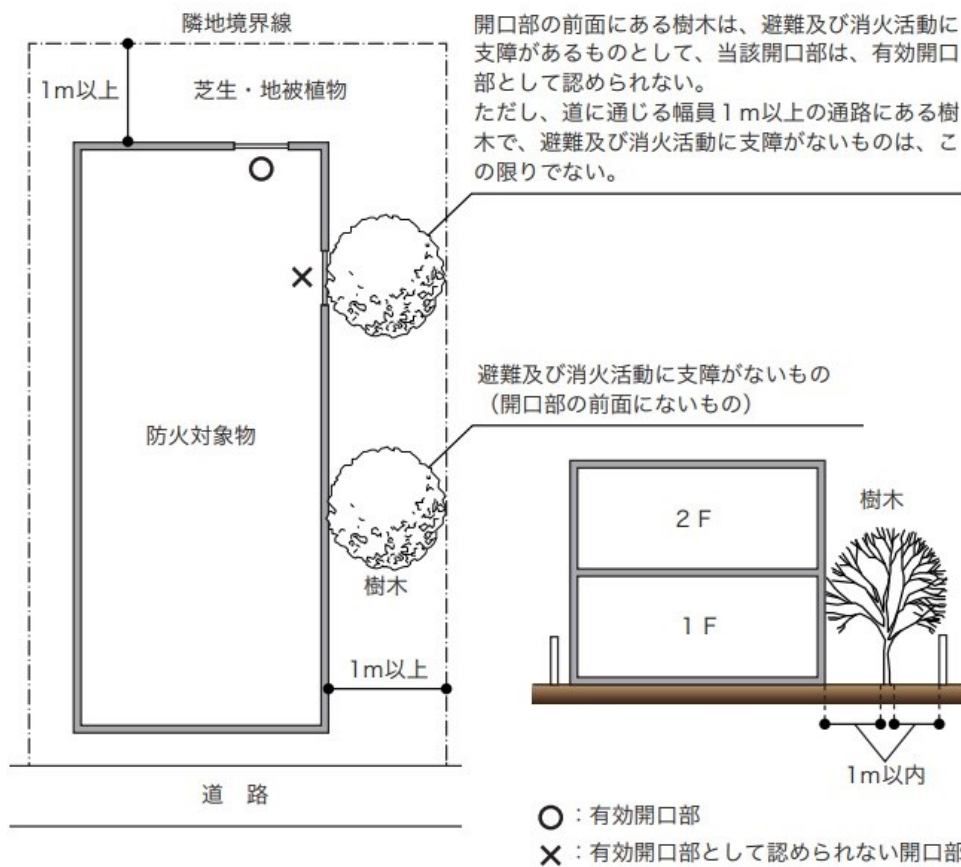 隣地境界線
1m以上
芝生・地被植物
開口部の前面にある樹木は、避難及び消火活動に
支障があるものとして、当該開口部は、有効開口
部として認められない。
ただし、道に通じる幅員1m以上の通路にある樹
木で、避難及び消火活動に支障がないものは、こ
の限りでない。
避難及び消火活動に支障がないもの
（開口部の前面にないもの）
防火対象物
樹木
1m以上
道 路
樹木
2F
1F
1m以内
○：有効開口部
×：有効開口部として認められない開口部